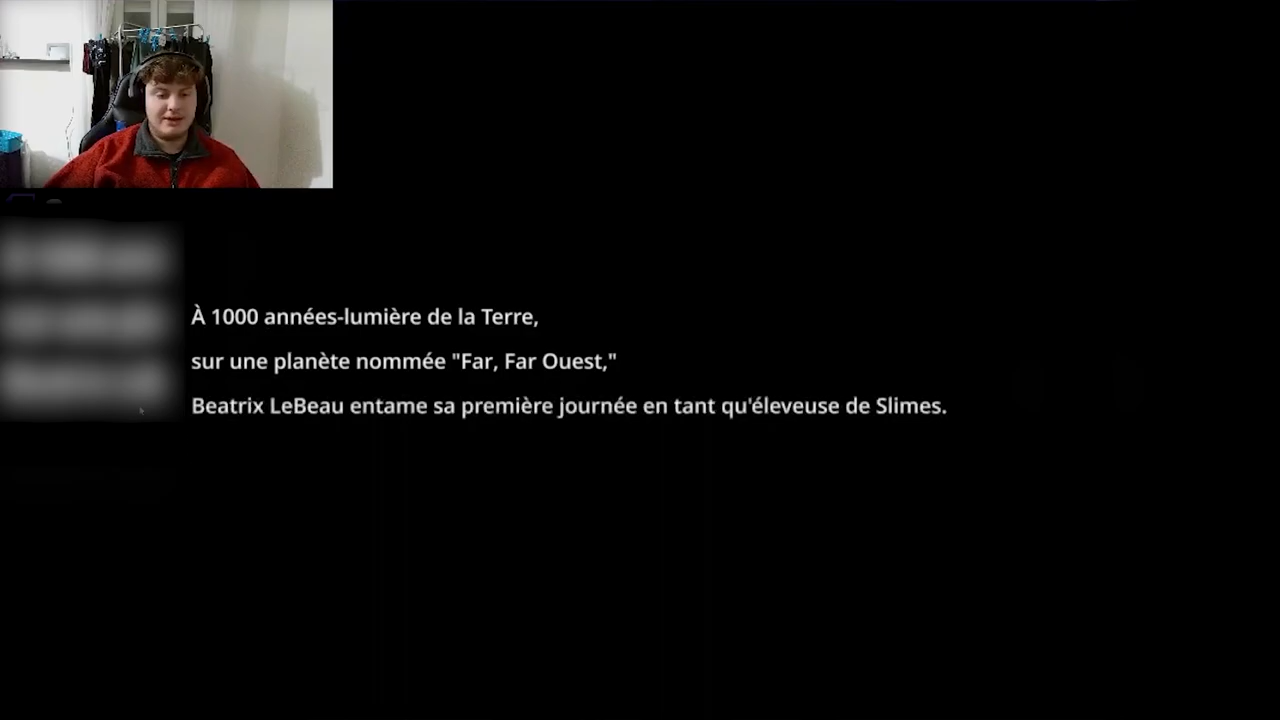 À 1000 années-lumière de la Terre,
sur une planète nommée "Far, Far Ouest,"
Beatrix LeBeau entame sa première journée en tant qu'éleveuse de Slimes.